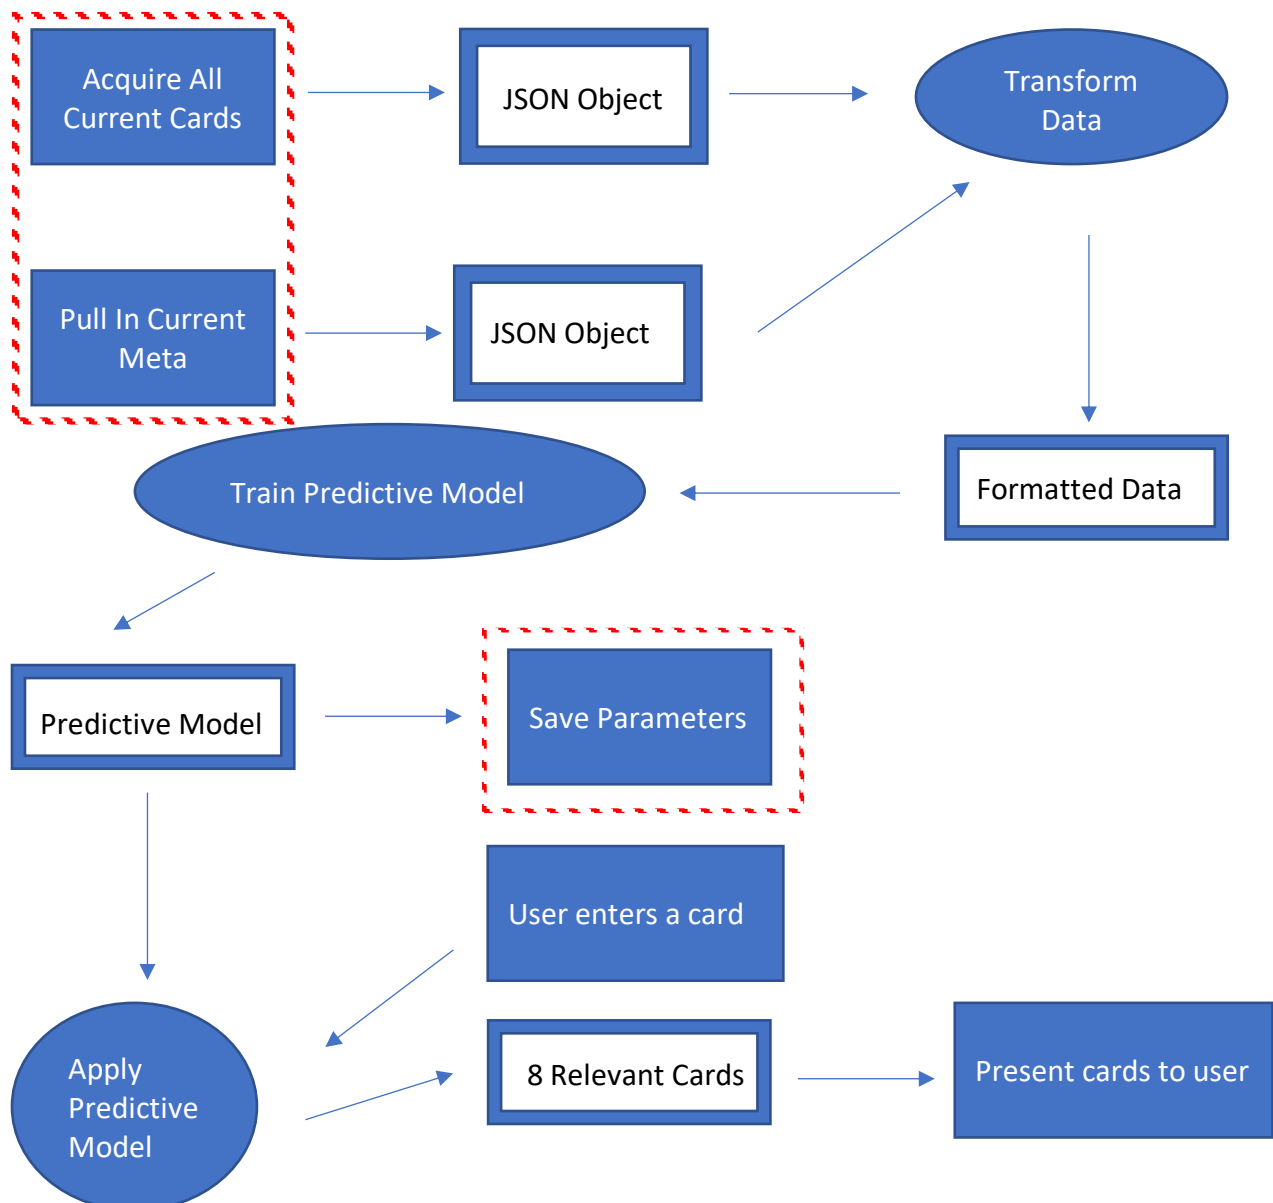 Acquire All
Current Cards
JSON Object
Transform
Data
Pull In Current
Meta
JSON Object
Train Predictive Model
Formatted Data
Predictive Model
Save Parameters
User enters a card
Apply
Predictive
Model
8 Relevant Cards
Present cards to user